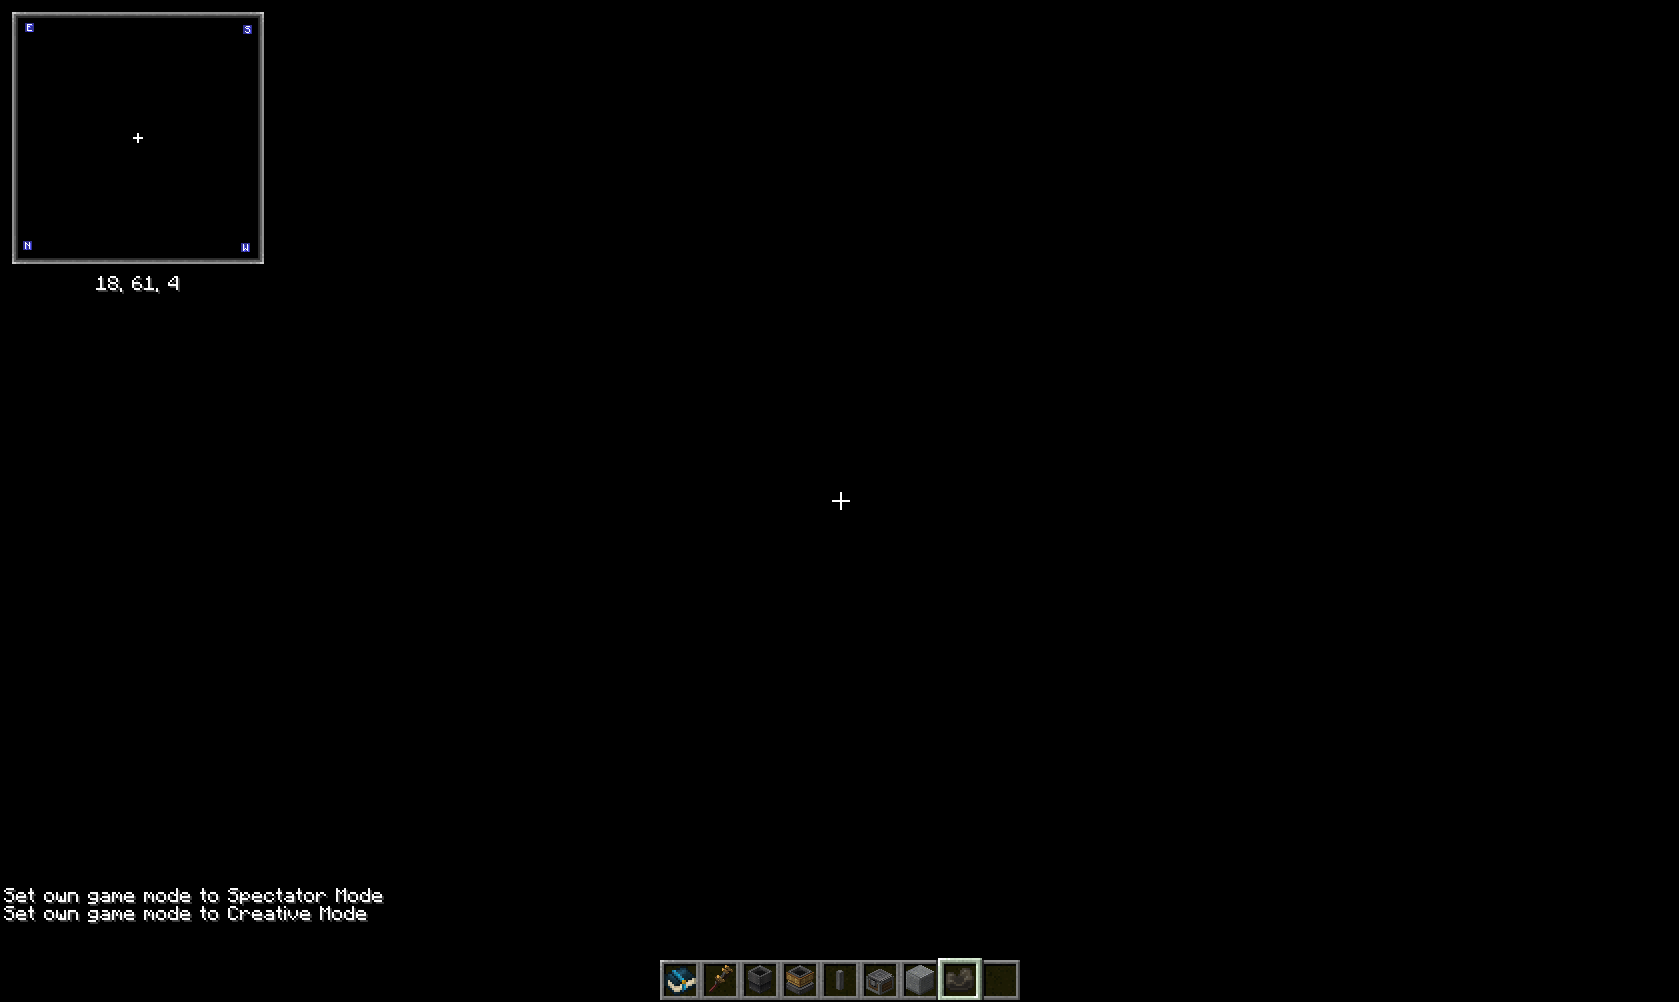 E S
N W
18, 61, 4
Set own game mode to Spectator Mode
Set own game mode to Creative Mode